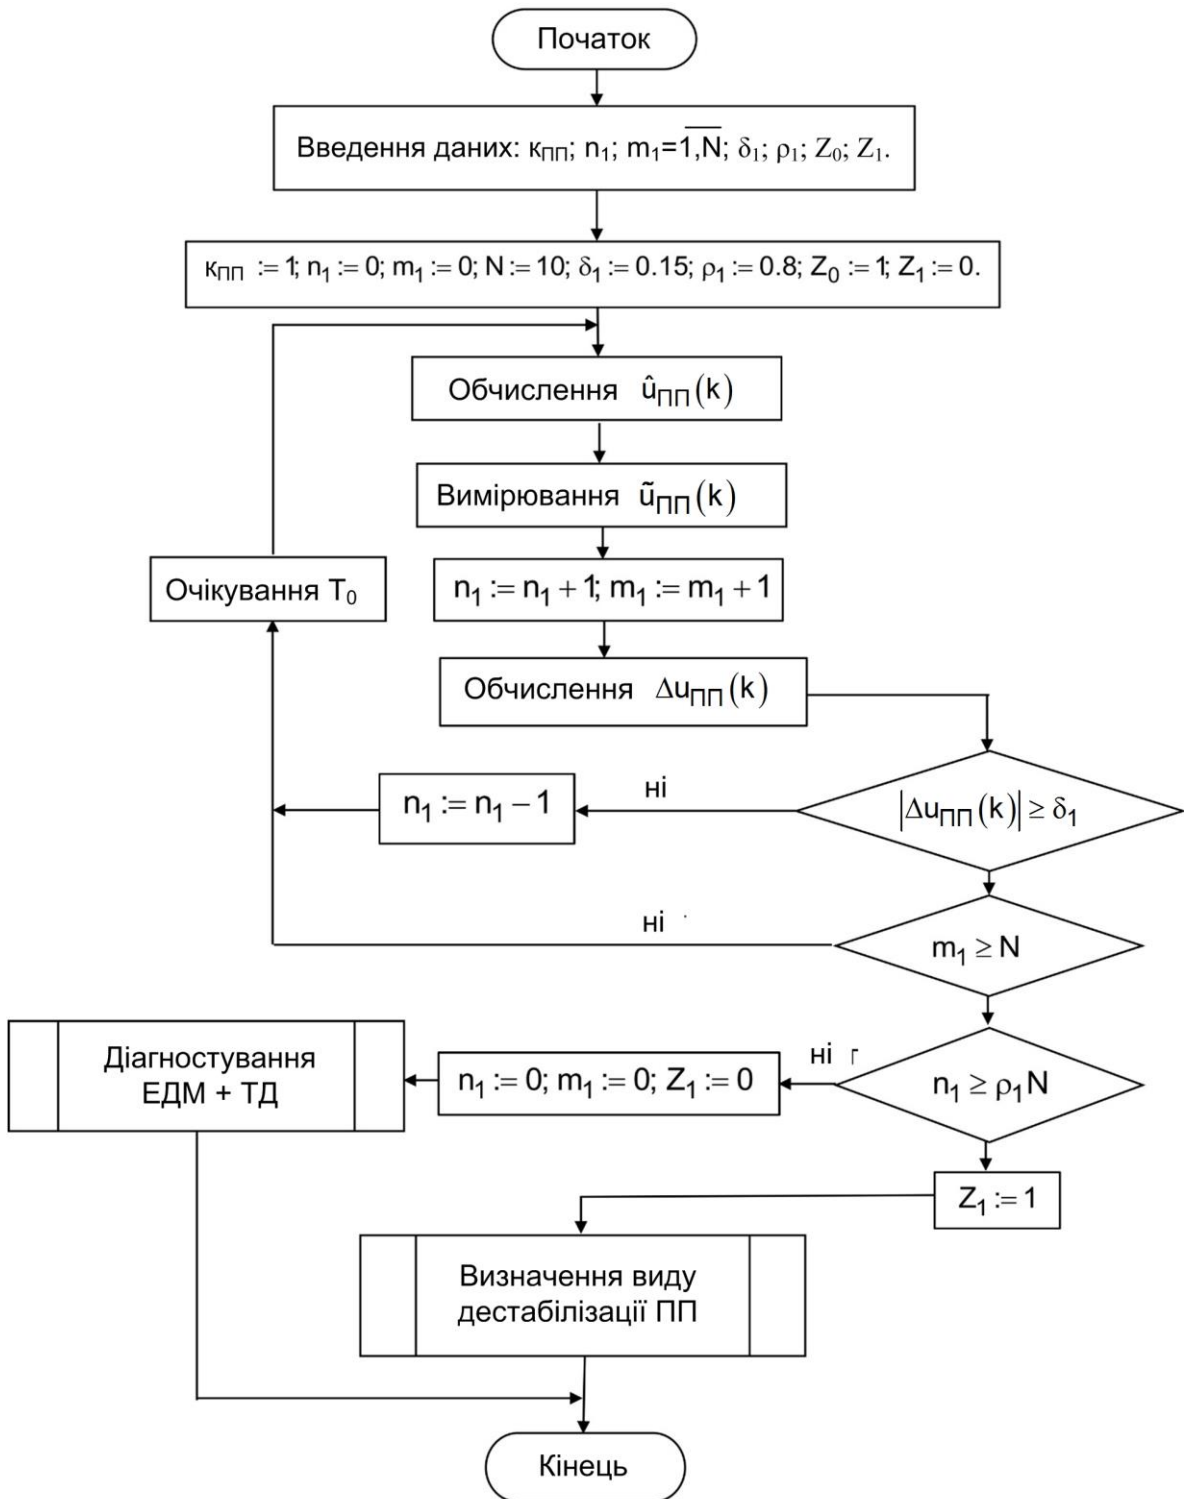 Початок
Введення даних: кПП; n₁; m₁=1,N̅; δ₁; ρ₁; Z₀; Z₁.
кПП := 1; n₁ := 0; m₁ := 0; N := 10; δ₁ := 0.15; ρ₁ := 0.8; Z₀ := 1; Z₁ := 0.
Обчислення ûПП(k)
Вимірювання ũПП(k)
Очікування T₀
n₁ := n₁ + 1; m₁ := m₁ + 1
Обчислення ΔuПП(k)
n₁ := n₁ − 1
ні
|ΔuПП(k)| ≥ δ₁
ні
m₁ ≥ N
Діагностування
ЕДМ + ТД
n₁ := 0; m₁ := 0; Z₁ := 0
ні
n₁ ≥ ρ₁N
Z₁ := 1
Визначення виду
дестабілізації ПП
Кінець